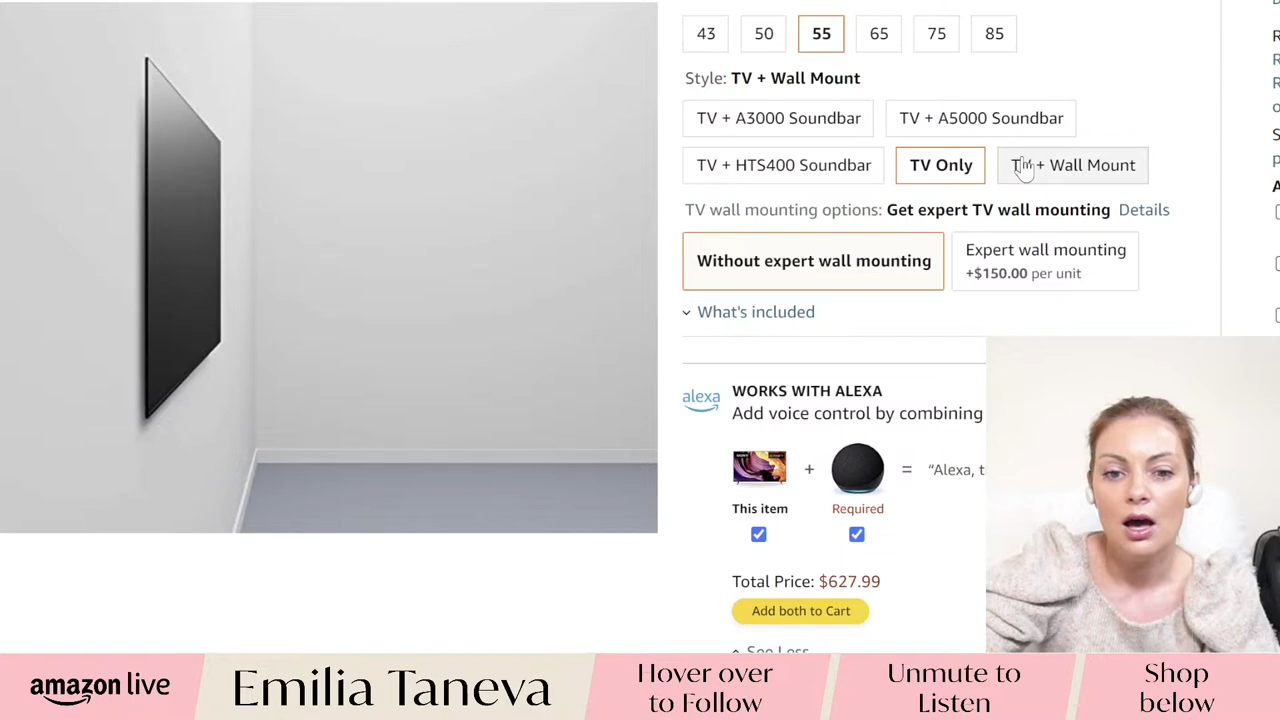 43 50 55 65 75 85
Style: TV + Wall Mount
TV + A3000 Soundbar
TV + A5000 Soundbar
TV + HTS400 Soundbar
TV Only
+ Wall Mount
TV wall mounting options: Get expert TV wall mounting Details
Without expert wall mounting
Expert wall mounting
+$150.00 per unit
What's included
alexa
WORKS WITH ALEXA
Add voice control by combining
+ = “Alexa, t
This item
Required
Total Price: $627.99
Add both to Cart
See Less
amazon live
Emilia Taneva
Hover over
to Follow
Unmute to
Listen
Shop
below